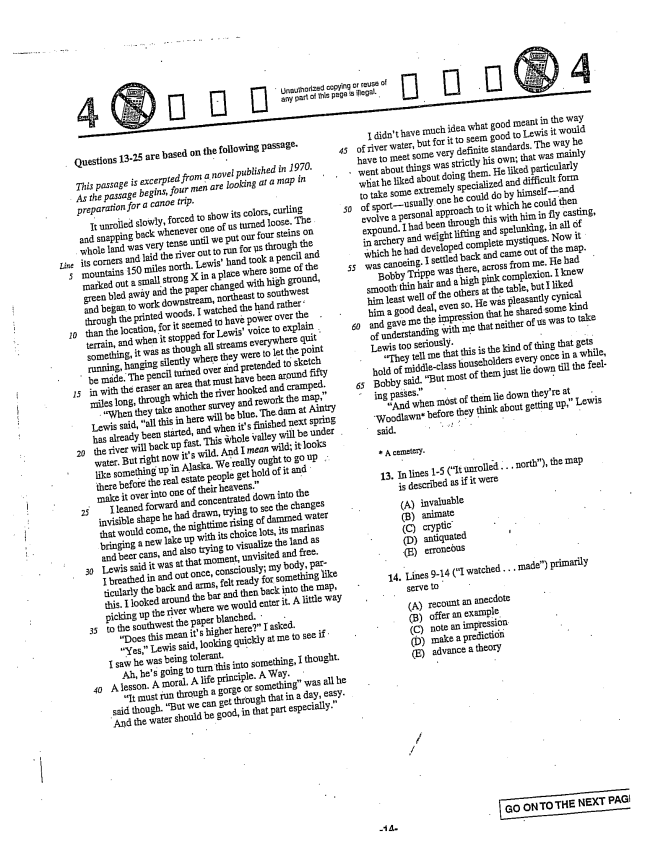 4
Unauthorized copying or reuse of
any part of this page is illegal.
4
Questions 13-25 are based on the following passage.
This passage is excerpted from a novel published in 1970.
As the passage begins, four men are looking at a map in
preparation for a canoe trip.
It unrolled slowly, forced to show its colors, curling
and snapping back whenever one of us turned loose. The
whole land was very tense until we put our four steins on
Line its corners and laid the river out to run for us through the
5 mountains 150 miles north. Lewis' hand took a pencil and
marked out a small strong X in a place where some of the
green bled away and the paper changed with high ground,
and began to work downstream, northeast to southwest
through the printed woods. I watched the hand rather
10 than the location, for it seemed to have power over the
terrain, and when it stopped for Lewis' voice to explain
something, it was as though all streams everywhere quit
running, hanging silently where they were to let the point
be made. The pencil turned over and pretended to sketch
15 in with the eraser an area that must have been around fifty
miles long, through which the river hooked and cramped.
"When they take another survey and rework the map,"
Lewis said, "all this in here will be blue. The dam at Aintry
has already been started, and when it's finished next spring
20 the river will back up fast. This whole valley will be under
water. But right now it's wild. And I mean wild; it looks
like something up in Alaska. We really ought to go up
there before the real estate people get hold of it and
make it over into one of their heavens."
25 I leaned forward and concentrated down into the
invisible shape he had drawn, trying to see the changes
that would come, the nighttime rising of dammed water
bringing a new lake up with its choice lots, its marinas
and beer cans, and also trying to visualize the land as
30 Lewis said it was at that moment, unvisited and free.
I breathed in and out once, consciously; my body, par-
ticularly the back and arms, felt ready for something like
this. I looked around the bar and then back into the map,
picking up the river where we would enter it. A little way
35 to the southwest the paper blanched.
"Does this mean it's higher here?" I asked.
"Yes," Lewis said, looking quickly at me to see if
I saw he was being tolerant.
Ah, he's going to turn this into something, I thought.
40 A lesson. A moral. A life principle. A Way.
"It must run through a gorge or something" was all he
said though. "But we can get through that in a day, easy.
And the water should be good, in that part especially."
I didn't have much idea what good meant in the way
45 of river water, but for it to seem good to Lewis it would
have to meet some very definite standards. The way he
went about things was strictly his own; that was mainly
what he liked about doing them. He liked particularly
to take some extremely specialized and difficult form
50 of sport—usually one he could do by himself—and
evolve a personal approach to it which he could then
expound. I had been through this with him in fly casting,
in archery and weight lifting and spelunking, in all of
which he had developed complete mystiques. Now it
55 was canoeing. I settled back and came out of the map.
Bobby Trippe was there, across from me. He had
smooth thin hair and a high pink complexion. I knew
him least well of the others at the table, but I liked
him a good deal, even so. He was pleasantly cynical
60 and gave me the impression that he shared some kind
of understanding with me that neither of us was to take
Lewis too seriously.
"They tell me that this is the kind of thing that gets
hold of middle-class householders every once in a while,
65 Bobby said. "But most of them just lie down till the feel-
ing passes."
"And when most of them lie down they're at
Woodlawn* before they think about getting up," Lewis
said.
* A cemetery.
13. In lines 1-5 ("It unrolled . . . north"), the map
is described as if it were
(A) invaluable
(B) animate
(C) cryptic
(D) antiquated
(E) erroneous
14. Lines 9-14 ("I watched . . . made") primarily
serve to
(A) recount an anecdote
(B) offer an example
(C) note an impression
(D) make a prediction
(E) advance a theory
GO ON TO THE NEXT PAG
-14-